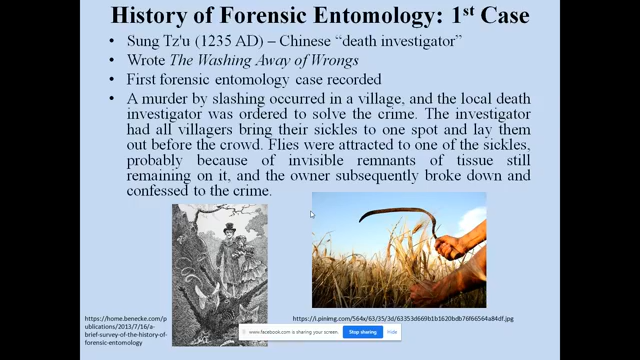 History of Forensic Entomology: 1st Case
• Sung Tz'u (1235 AD) – Chinese "death investigator"
• Wrote The Washing Away of Wrongs
• First forensic entomology case recorded
• A murder by slashing occurred in a village, and the local death
investigator was ordered to solve the crime. The investigator
had all villagers bring their sickles to one spot and lay them
out before the crowd. Flies were attracted to one of the sickles,
probably because of invisible remnants of tissue still
remaining on it, and the owner subsequently broke down and
confessed to the crime.
https://home.benecke.com/p
ublications/2013/7/16/a-
brief-survey-of-the-history-of-
forensic-entomology
https://i.pinimg.com/564x/63/35/3d/63353d669b1b1620bdb76f66564a84df.jpg
www.facebook.com is sharing your screen. Stop sharing Hide